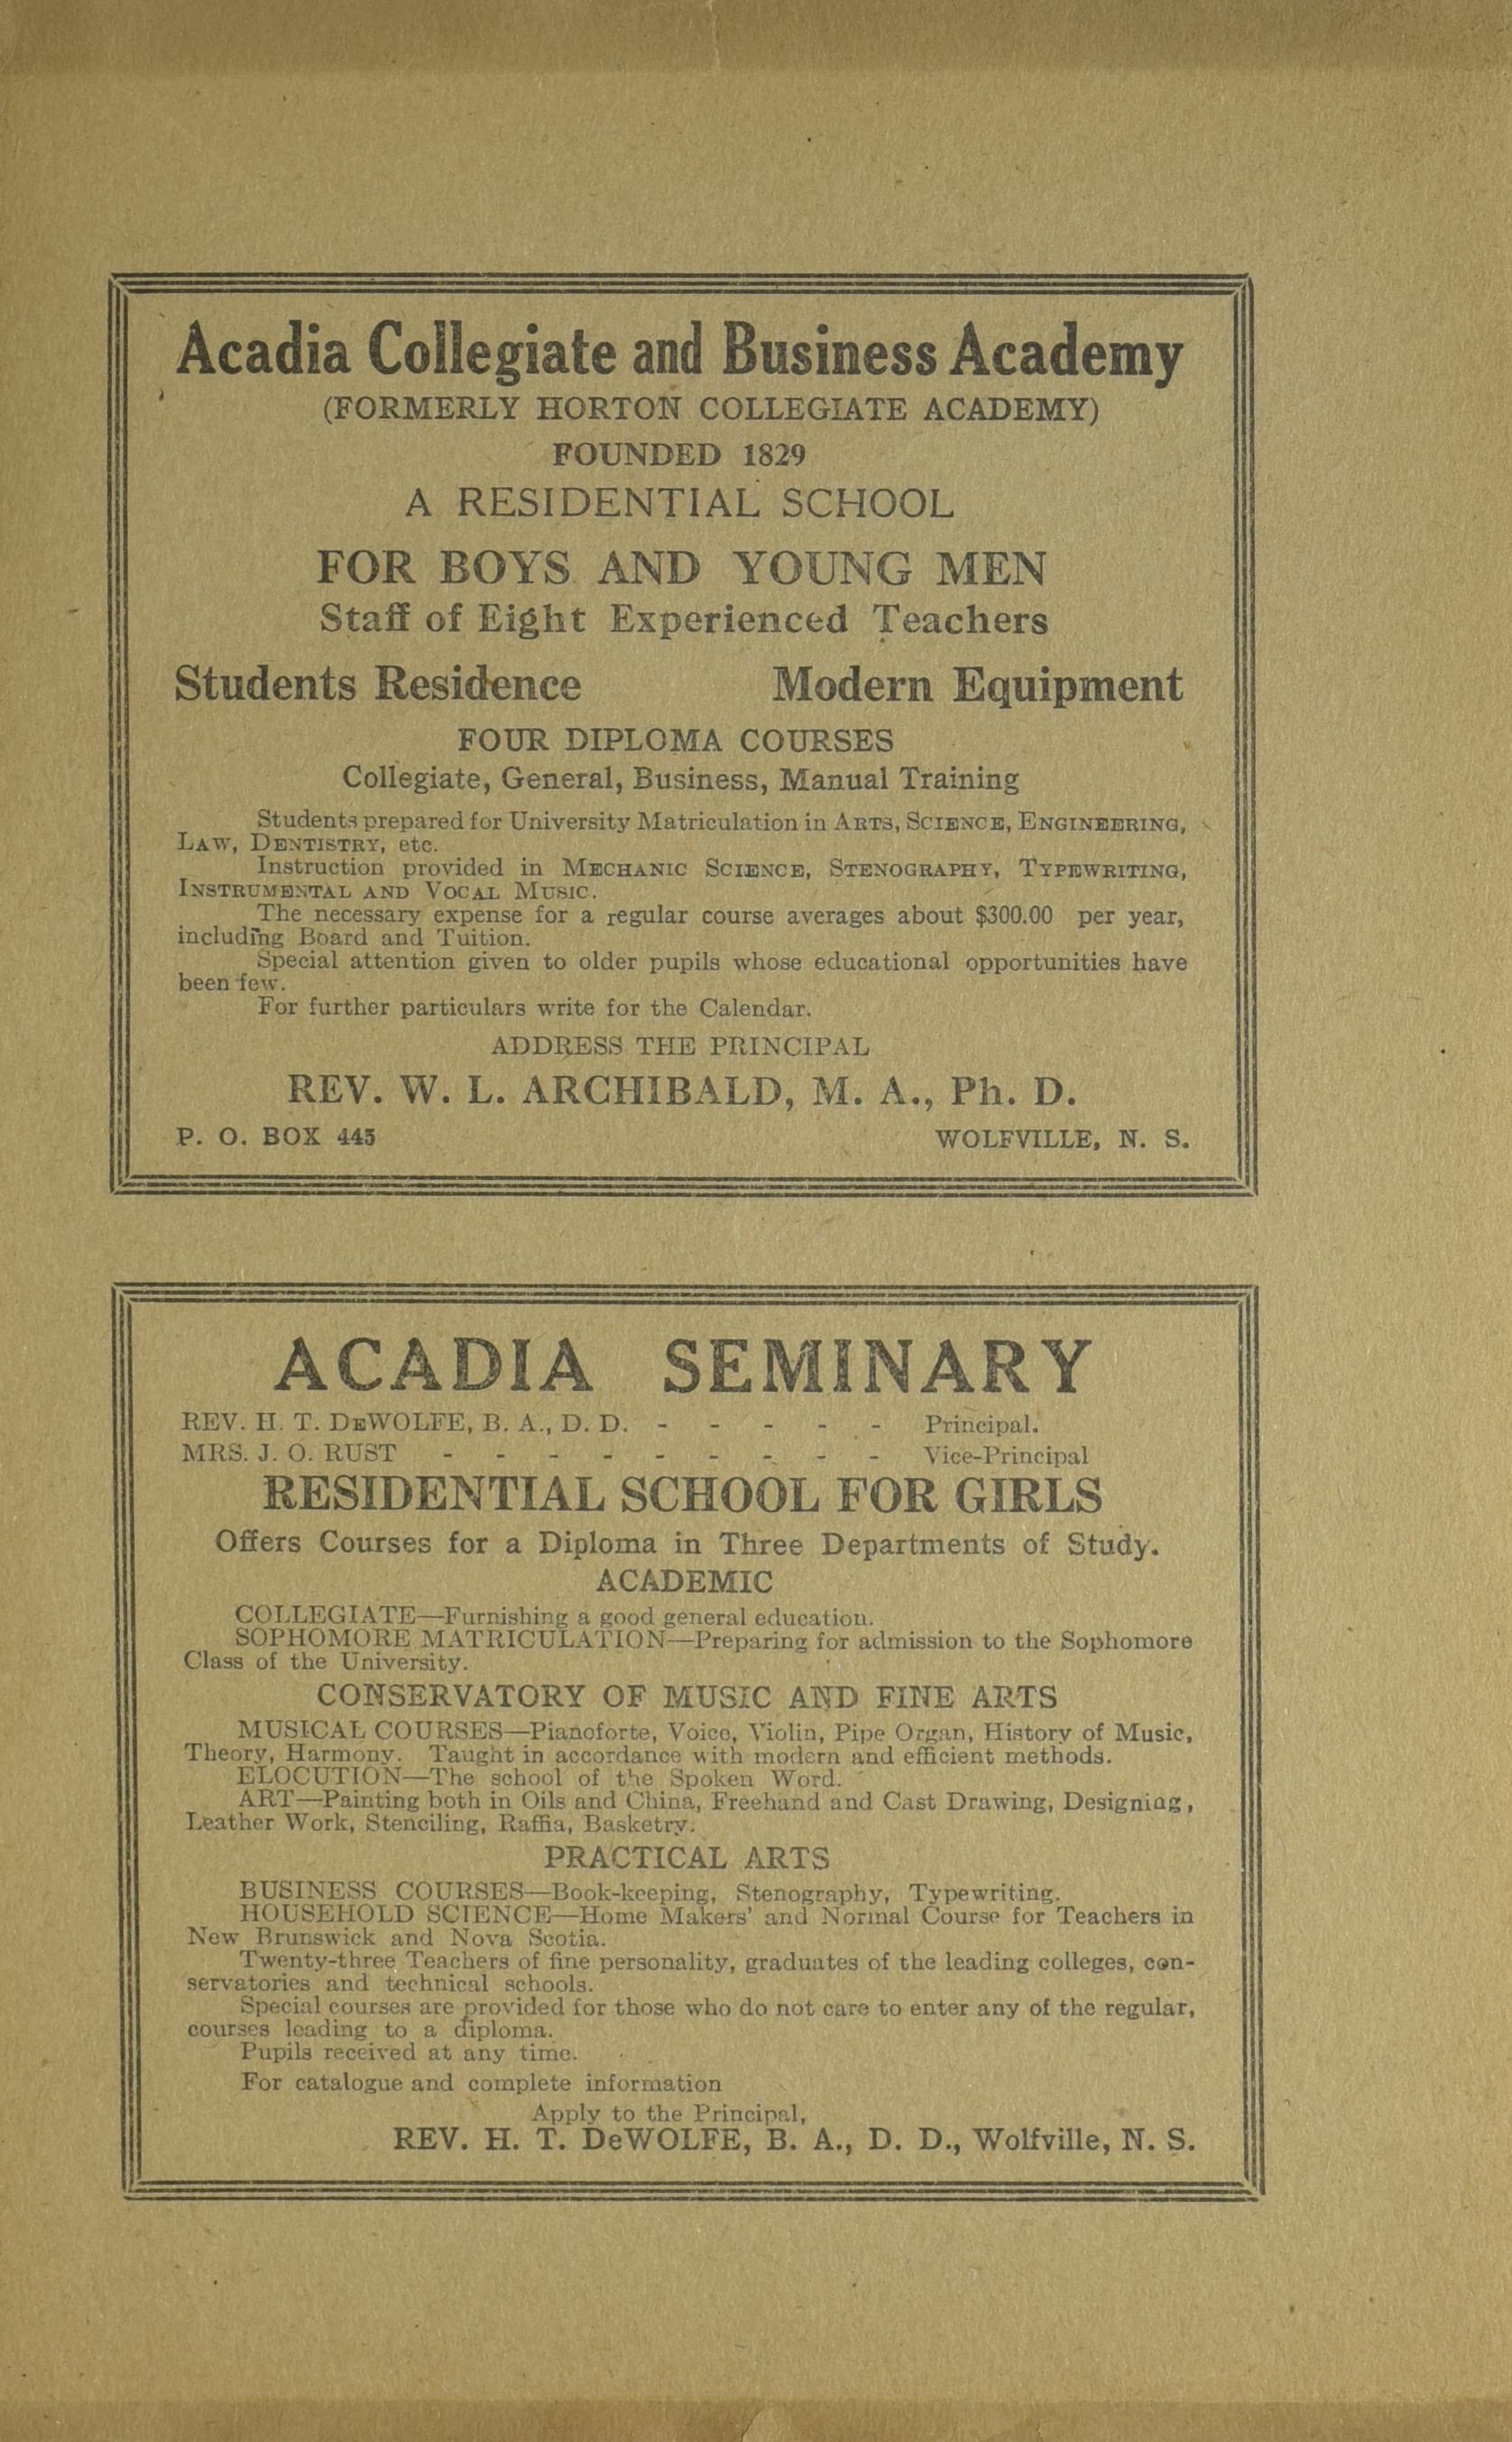 Acadia Collegiate and Business Academy
(FORMERLY HORTON COLLEGIATE ACADEMY)
FOUNDED 1829
A RESIDENTIAL SCHOOL
FOR BOYS AND YOUNG MEN
Staff of Eight Experienced Teachers
Students Residence Modern Equipment
FOUR DIPLOMA COURSES
Collegiate, General, Business, Manual Training
Students prepared for University Matriculation in ARTS, SCIENCE, ENGINEERING,
LAW, DENTISTRY, etc.
Instruction provided in MECHANIC SCIENCE, STENOGRAPHY, TYPEWRITING,
INSTRUMENTAL AND VOCAL MUSIC.
The necessary expense for a regular course averages about $300.00 per year,
including Board and Tuition.
Special attention given to older pupils whose educational opportunities have
been few.
For further particulars write for the Calendar.
ADDRESS THE PRINCIPAL
REV. W. L. ARCHIBALD, M. A., Ph. D.
P. O. BOX 445 WOLFVILLE, N. S.
ACADIA SEMINARY
REV. H. T. DEWOLFE, B. A., D. D. - - - - - Principal.
MRS. J. O. RUST - - - - - - - - - Vice-Principal
RESIDENTIAL SCHOOL FOR GIRLS
Offers Courses for a Diploma in Three Departments of Study.
ACADEMIC
COLLEGIATE—Furnishing a good general education.
SOPHOMORE MATRICULATION—Preparing for admission to the Sophomore
Class of the University.
CONSERVATORY OF MUSIC AND FINE ARTS
MUSICAL COURSES—Pianoforte, Voice, Violin, Pipe Organ, History of Music,
Theory, Harmony. Taught in accordance with modern and efficient methods.
ELOCUTION—The school of the Spoken Word.
ART—Painting both in Oils and China, Freehand and Cast Drawing, Designing,
Leather Work, Stenciling, Raffia, Basketry.
PRACTICAL ARTS
BUSINESS COURSES—Book-keeping, Stenography, Typewriting.
HOUSEHOLD SCIENCE—Home Makers' and Normal Course for Teachers in
New Brunswick and Nova Scotia.
Twenty-three Teachers of fine personality, graduates of the leading colleges, con-
servatories and technical schools.
Special courses are provided for those who do not care to enter any of the regular,
courses leading to a diploma.
Pupils received at any time.
For catalogue and complete information
Apply to the Principal,
REV. H. T. DeWOLFE, B. A., D. D., Wolfville, N. S.